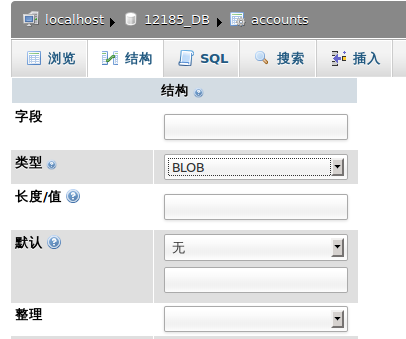 localhost 12185_DB accounts
浏览 结构 SQL 搜索 插入
结构
字段
类型 BLOB
长度/值
默认 无
整理